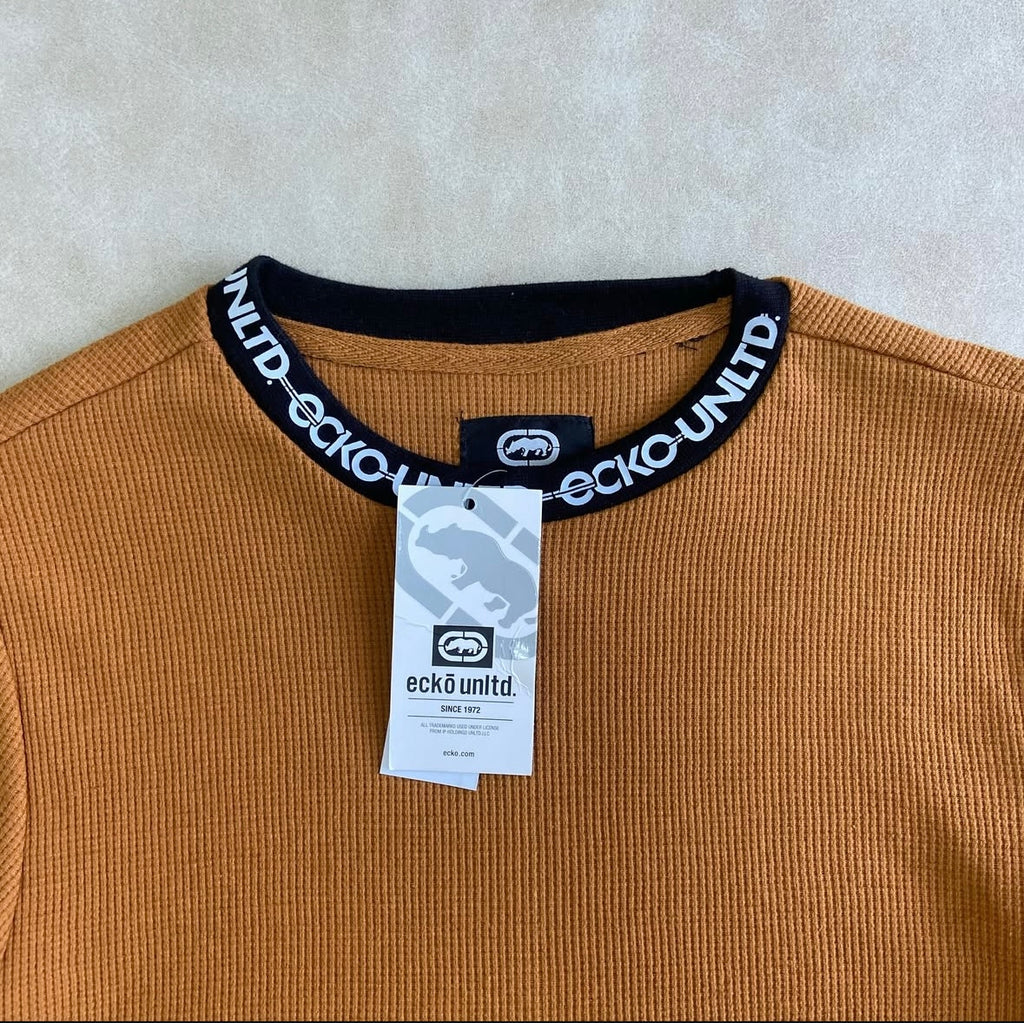 UNLTD. ecko UNLTD. ecko UNLTD.
eckō unltd.
SINCE 1972
ALL TRADEMARKS USED UNDER LICENSE
FROM IP HOLDINGS UNLTD LLC
ecko.com